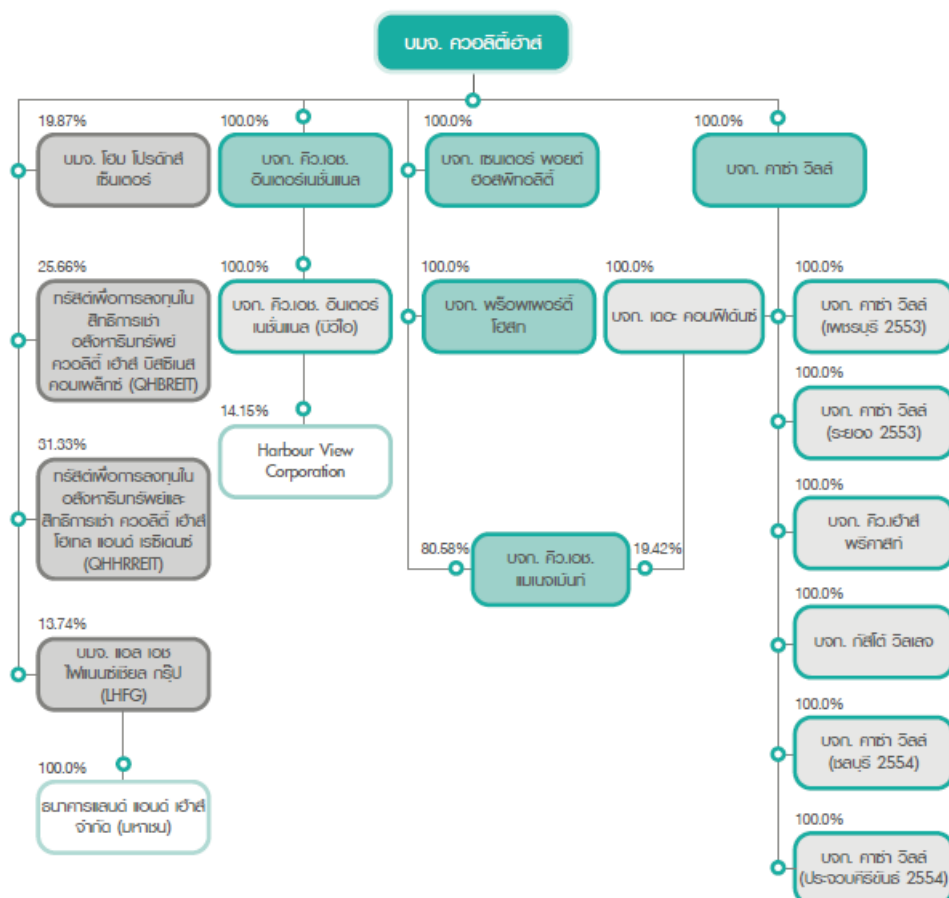 บมจ. ควอลิตี้เฮ้าส์
19.87%
บมจ. โฮม โปรดักส์
เซ็นเตอร์
100.0%
บจก. คิว.เอช.
อินเตอร์เนชั่นแนล
100.0%
บจก. เซนเตอร์ พอยต์
ฮอสพิทอลิตี้
100.0%
บจก. คาซ่า วิลล์
25.66%
ทรัสต์เพื่อการลงทุนใน
สิทธิการเช่า
อสังหาริมทรัพย์
ควอลิตี้ เฮ้าส์ บิสซิเนส
คอมเพล็กซ์ (QHBREIT)
100.0%
บจก. คิว.เอช. อินเตอร์
เนชั่นแนล (บีวีไอ)
100.0%
บจก. พร็อพเพอร์ตี้
โฮสท
100.0%
บจก. เดอะ คอนฟิเด้นซ์
100.0%
บจก. คาซ่า วิลล์
(เพชรบุรี 2553)
14.15%
Harbour View
Corporation
100.0%
บจก. คาซ่า วิลล์
(ระยอง 2553)
31.33%
ทรัสต์เพื่อการลงทุนใน
อสังหาริมทรัพย์และ
สิทธิการเช่า ควอลิตี้ เฮ้าส์
โฮเทล แอนด์ เรซิเดนซ์
(QHHRREIT)
80.58%
บจก. คิว.เอช.
แมเนจเม้นท์
19.42%
100.0%
บจก. คิว.เฮ้าส์
พรีคาสท์
100.0%
บจก. กัสโต้ วิลเลจ
13.74%
บมจ. แอล เอช
ไฟแนนซ์เชียล กรุ๊ป
(LHFG)
100.0%
บจก. คาซ่า วิลล์
(ชลบุรี 2554)
100.0%
ธนาคารแลนด์ แอนด์ เฮ้าส์
จำกัด (มหาชน)
100.0%
บจก. คาซ่า วิลล์
(ประจวบคีรีขันธ์ 2554)